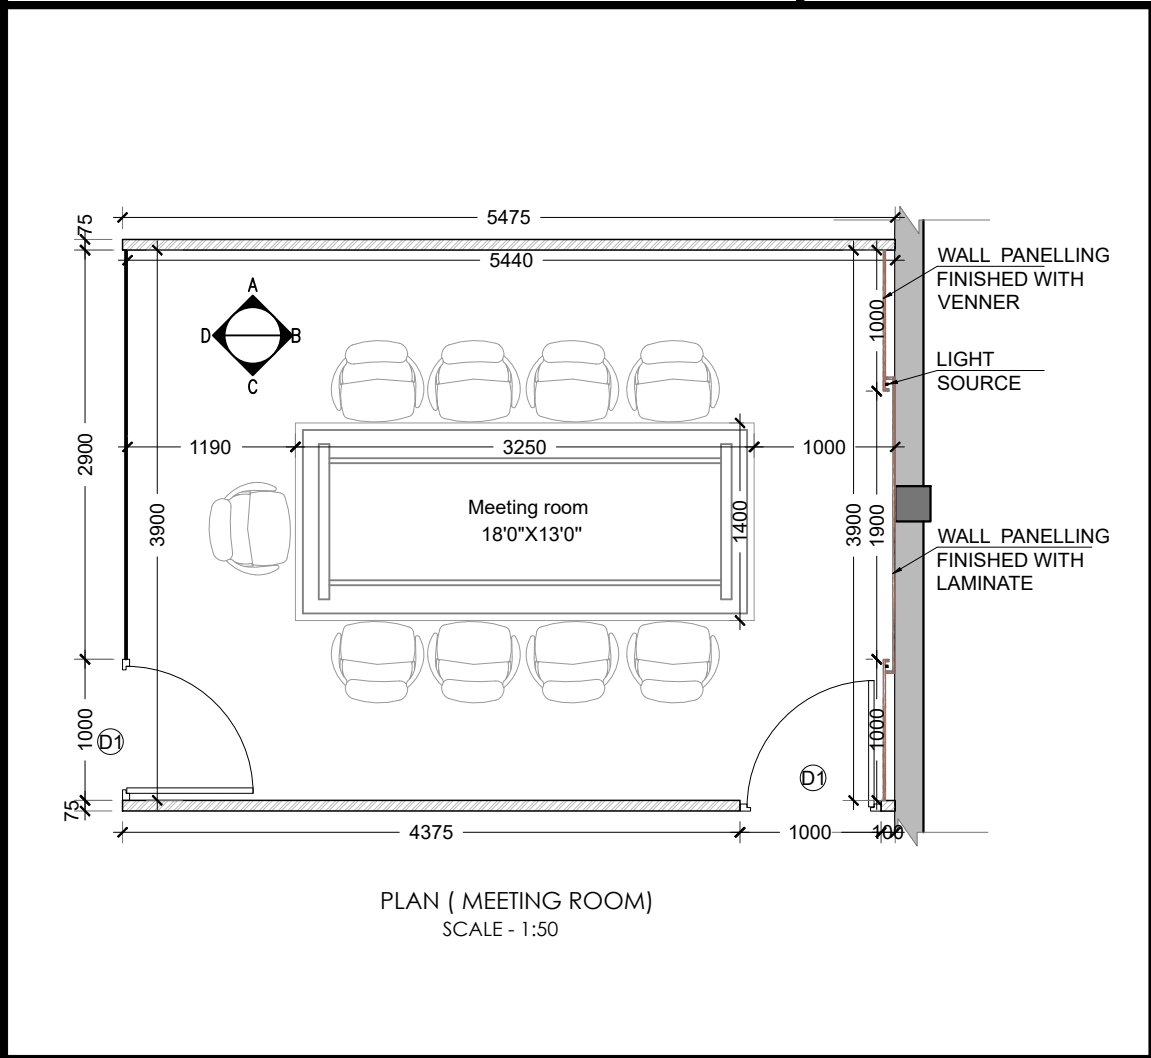 5475
75
5440
WALL PANELLING
FINISHED WITH
VENNER
A
D B
C
1000
LIGHT
SOURCE
2900
1190
3250
1000
Meeting room
18'0"X13'0"
3900
1400
3900
1900
WALL PANELLING
FINISHED WITH
LAMINATE
1000
D1
1000
D1
75
4375
1000
100
PLAN ( MEETING ROOM)
SCALE - 1:50